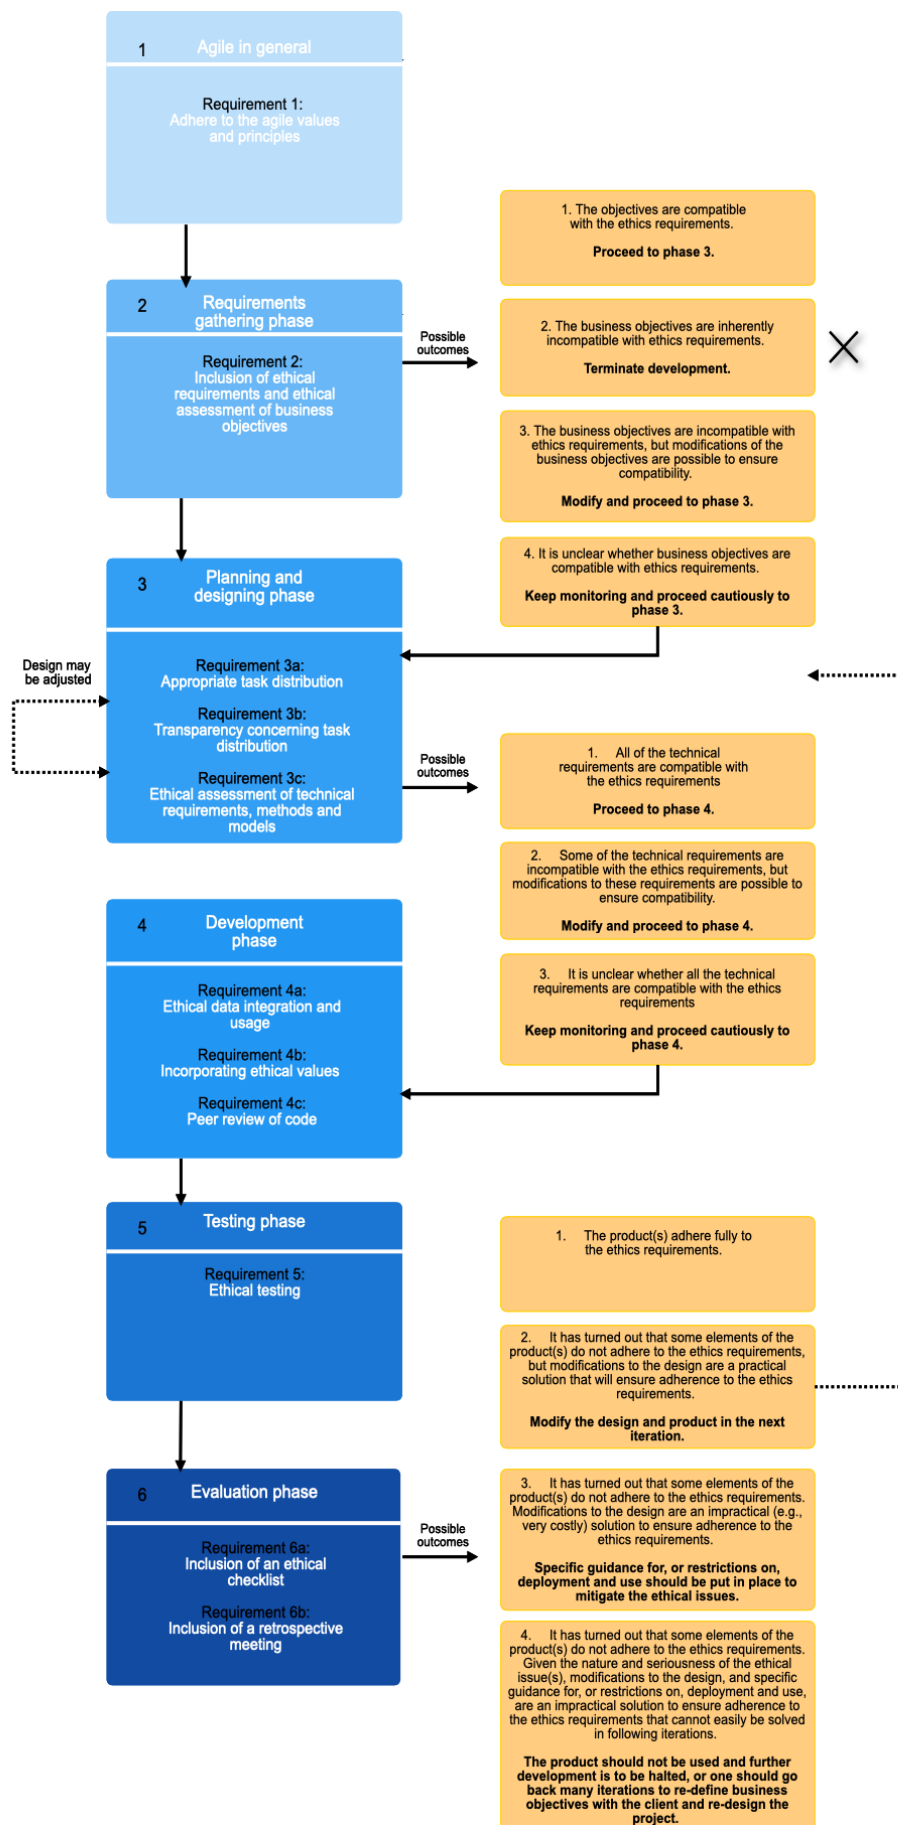 1
Agile in general
Requirement 1:
Adhere to the agile values
and principles
1. The objectives are compatible
with the ethics requirements.
Proceed to phase 3.
2
Requirements
gathering phase
Requirement 2:
Inclusion of ethical
requirements and ethical
assessment of business
objectives
Possible
outcomes
2. The business objectives are inherently
incompatible with ethics requirements.
Terminate development.
3. The business objectives are incompatible with
ethics requirements, but modifications of the
business objectives are possible to ensure
compatibility.
Modify and proceed to phase 3.
4. It is unclear whether business objectives are
compatible with ethics requirements.
Keep monitoring and proceed cautiously to
phase 3.
3
Planning and
designing phase
Design may
be adjusted
Requirement 3a:
Appropriate task distribution
Requirement 3b:
Transparency concerning task
distribution
Requirement 3c:
Ethical assessment of technical
requirements, methods and
models
Possible
outcomes
1. All of the technical
requirements are compatible with
the ethics requirements
Proceed to phase 4.
2. Some of the technical requirements are
incompatible with the ethics requirements, but
modifications to these requirements are possible to
ensure compatibility.
Modify and proceed to phase 4.
3. It is unclear whether all the technical
requirements are compatible with the ethics
requirements
Keep monitoring and proceed cautiously to
phase 4.
4
Development
phase
Requirement 4a:
Ethical data integration and
usage
Requirement 4b:
Incorporating ethical values
Requirement 4c:
Peer review of code
5
Testing phase
Requirement 5:
Ethical testing
1. The product(s) adhere fully to
the ethics requirements.
2. It has turned out that some elements of the
product(s) do not adhere to the ethics requirements,
but modifications to the design are a practical
solution that will ensure adherence to the ethics
requirements.
Modify the design and product in the next
iteration.
6
Evaluation phase
Requirement 6a:
Inclusion of an ethical
checklist
Requirement 6b:
Inclusion of a retrospective
meeting
Possible
outcomes
3. It has turned out that some elements of the
product(s) do not adhere to the ethics requirements.
Modifications to the design are an impractical (e.g.,
very costly) solution to ensure adherence to the
ethics requirements.
Specific guidance for, or restrictions on,
deployment and use should be put in place to
mitigate the ethical issues.
4. It has turned out that some elements of the
product(s) do not adhere to the ethics requirements.
Given the nature and seriousness of the ethical
issue(s), modifications to the design, and specific
guidance for, or restrictions on, deployment and use,
are an impractical solution to ensure adherence to
the ethics requirements that cannot easily be solved
in following iterations.
The product should not be used and further
development is to be halted, or one should go
back many iterations to re-define business
objectives with the client and re-design the
project.